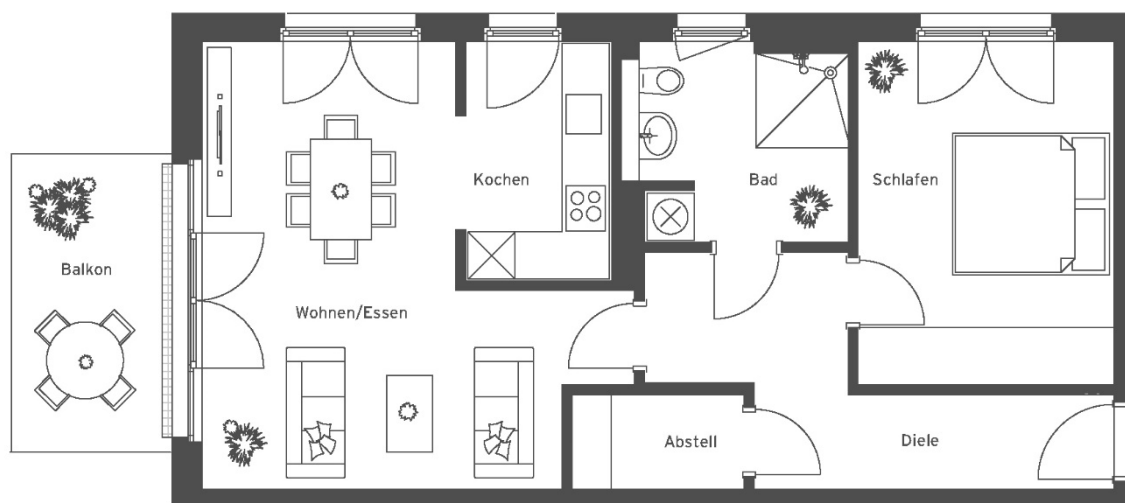 Kochen
Bad
Schlafen
Balkon
Wohnen/Essen
Abstell
Diele